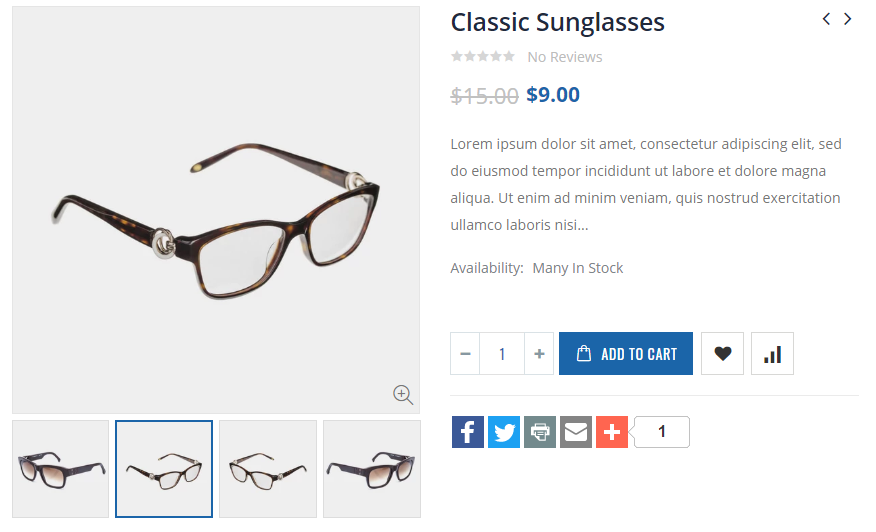 Classic Sunglasses
No Reviews
$15.00 $9.00
Lorem ipsum dolor sit amet, consectetur adipiscing elit, sed
do eiusmod tempor incididunt ut labore et dolore magna
aliqua. Ut enim ad minim veniam, quis nostrud exercitation
ullamco laboris nisi...
Availability: Many In Stock
− 1 + ADD TO CART
1